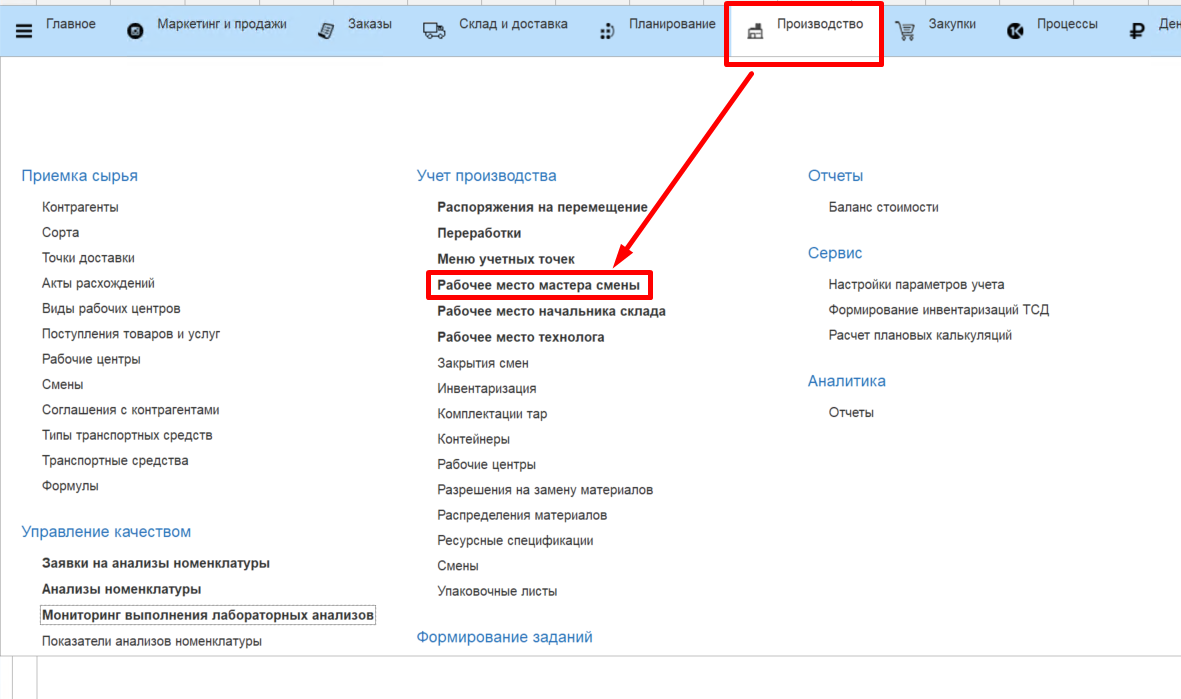 Главное
Маркетинг и продажи
Заказы
Склад и доставка
Планирование
Производство
Закупки
Процессы
Ден
Приемка сырья
Контрагенты
Сорта
Точки доставки
Акты расхождений
Виды рабочих центров
Поступления товаров и услуг
Рабочие центры
Смены
Соглашения с контрагентами
Типы транспортных средств
Транспортные средства
Формулы
Управление качеством
Заявки на анализы номенклатуры
Анализы номенклатуры
Мониторинг выполнения лабораторных анализов
Показатели анализов номенклатуры
Учет производства
Распоряжения на перемещение
Переработки
Меню учетных точек
Рабочее место мастера смены
Рабочее место начальника склада
Рабочее место технолога
Закрытия смен
Инвентаризация
Комплектации тар
Контейнеры
Рабочие центры
Разрешения на замену материалов
Распределения материалов
Ресурсные спецификации
Смены
Упаковочные листы
Формирование заданий
Отчеты
Баланс стоимости
Сервис
Настройки параметров учета
Формирование инвентаризаций ТСД
Расчет плановых калькуляций
Аналитика
Отчеты